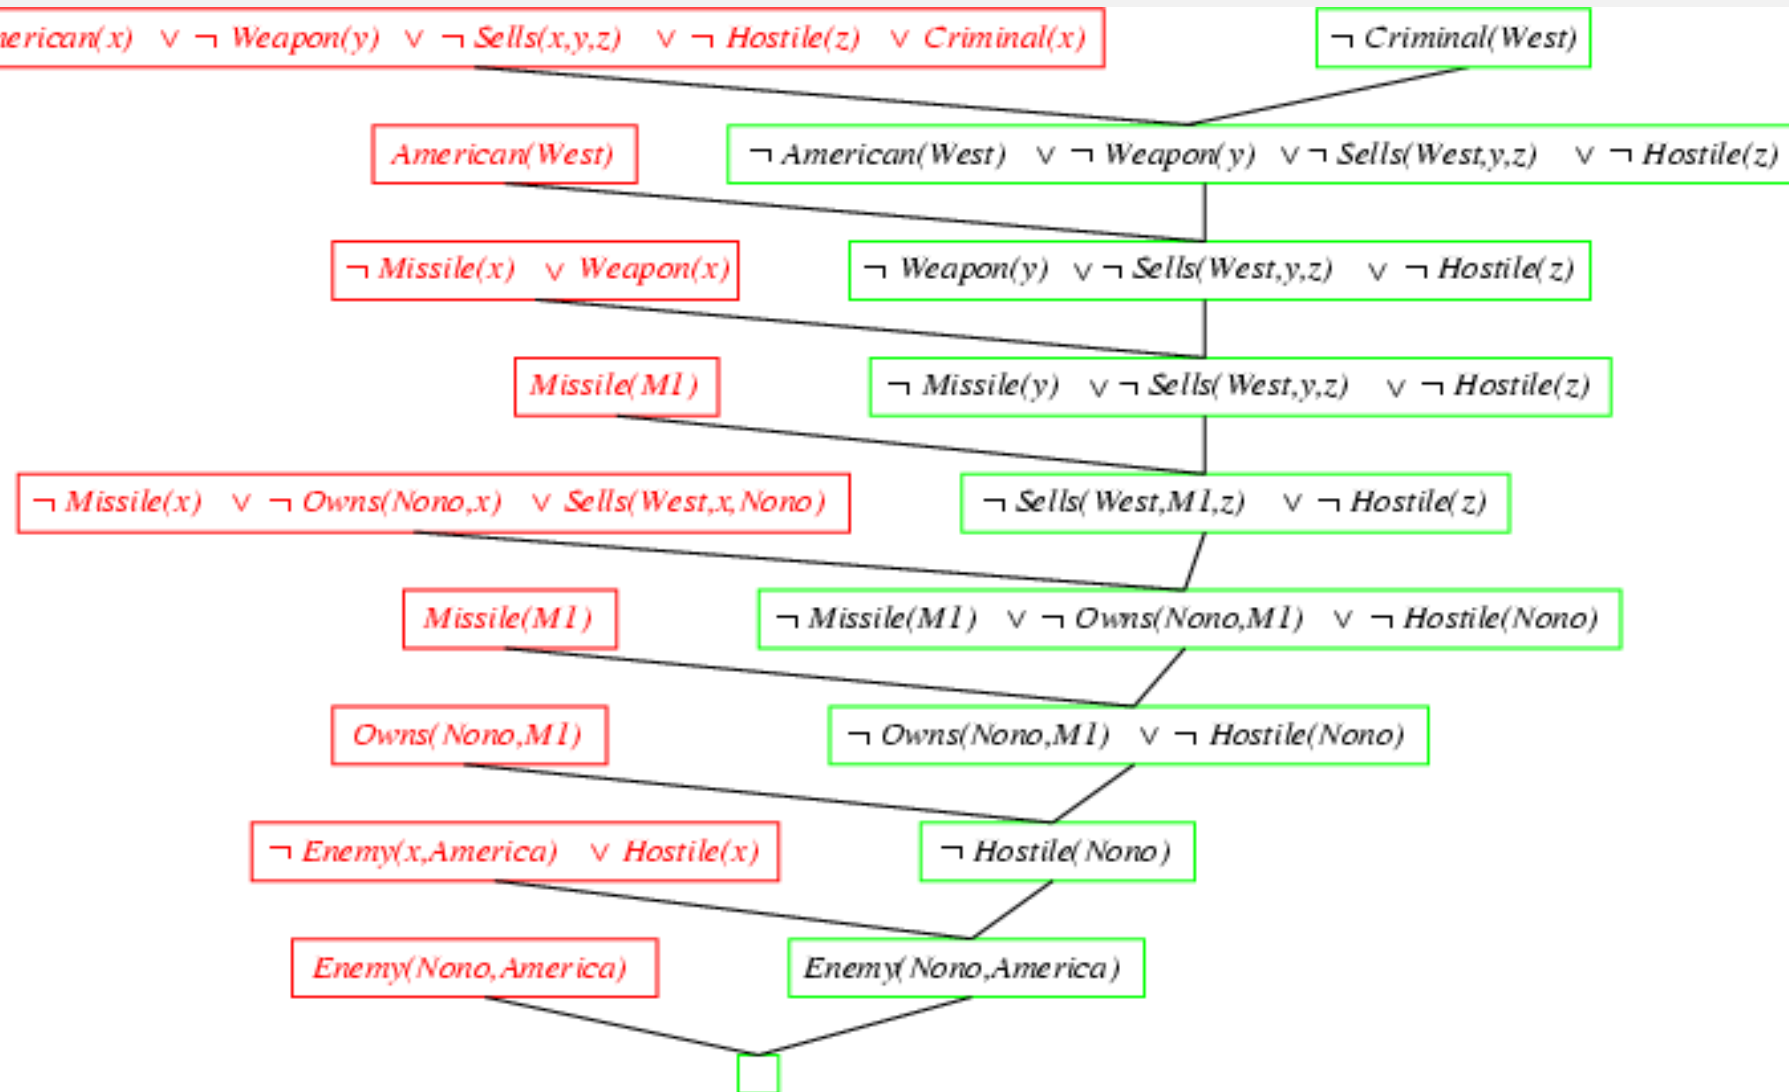 nerican(x) ∨ ¬ Weapon(y) ∨ ¬ Sells(x,y,z) ∨ ¬ Hostile(z) ∨ Criminal(x) ¬ Criminal(West)
American(West) ¬ American(West) ∨ ¬ Weapon(y) ∨ ¬ Sells(West,y,z) ∨ ¬ Hostile(z)
¬ Missile(x) ∨ Weapon(x) ¬ Weapon(y) ∨ ¬ Sells(West,y,z) ∨ ¬ Hostile(z)
Missile(M1) ¬ Missile(y) ∨ ¬ Sells(West,y,z) ∨ ¬ Hostile(z)
¬ Missile(x) ∨ ¬ Owns(Nono,x) ∨ Sells(West,x,Nono) ¬ Sells(West,M1,z) ∨ ¬ Hostile(z)
Missile(M1) ¬ Missile(M1) ∨ ¬ Owns(Nono,M1) ∨ ¬ Hostile(Nono)
Owns(Nono,M1) ¬ Owns(Nono,M1) ∨ ¬ Hostile(Nono)
¬ Enemy(x,America) ∨ Hostile(x) ¬ Hostile(Nono)
Enemy(Nono,America) Enemy(Nono,America)